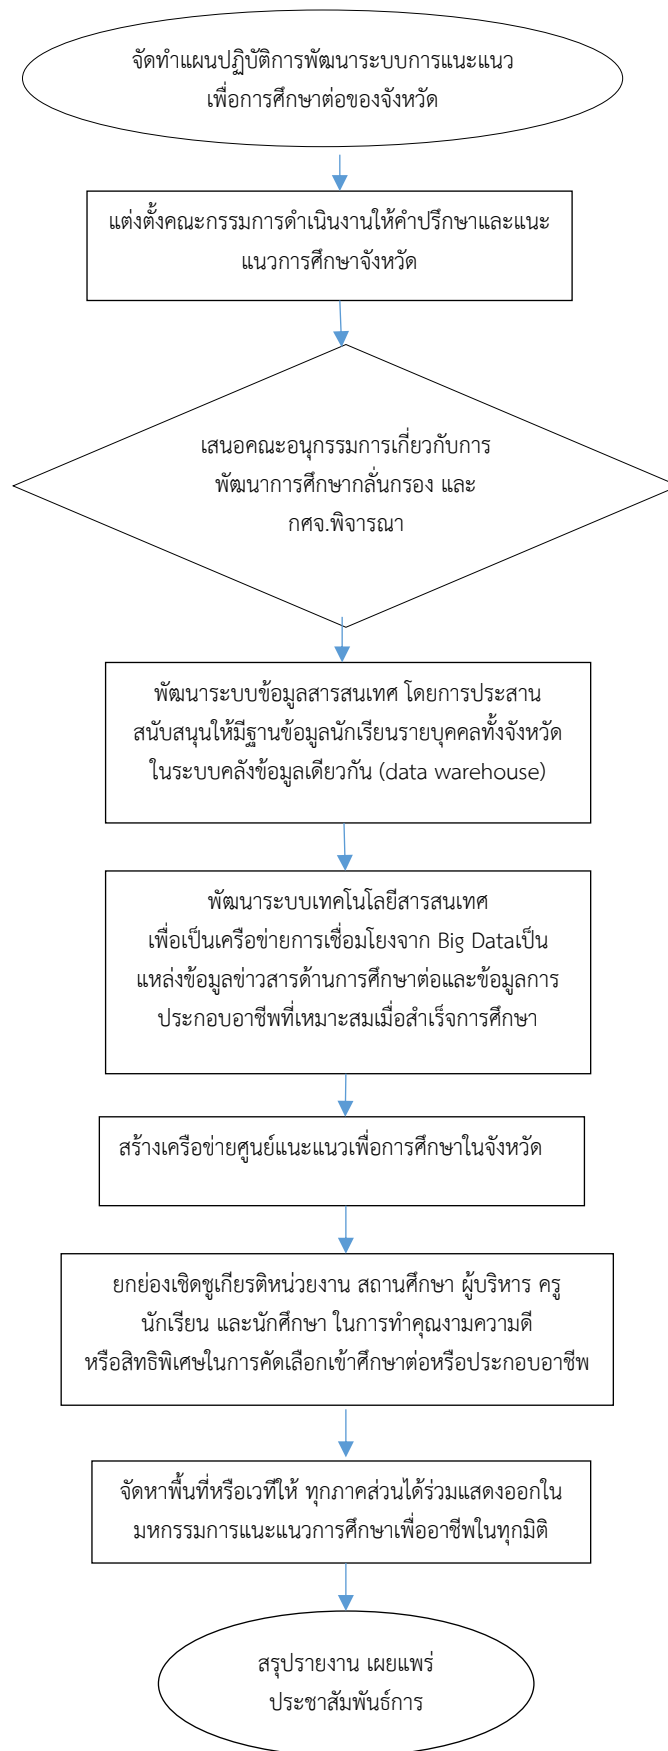 จัดทำแผนปฏิบัติการพัฒนาระบบการแนะแนว
เพื่อการศึกษาต่อของจังหวัด
แต่งตั้งคณะกรรมการดำเนินงานให้คำปรึกษาและแนะ
แนวการศึกษาจังหวัด
เสนอคณะอนุกรรมการเกี่ยวกับการ
พัฒนาการศึกษากลั่นกรอง และ
กศจ.พิจารณา
พัฒนาระบบข้อมูลสารสนเทศ โดยการประสาน
สนับสนุนให้มีฐานข้อมูลนักเรียนรายบุคคลทั้งจังหวัด
ในระบบคลังข้อมูลเดียวกัน (data warehouse)
พัฒนาระบบเทคโนโลยีสารสนเทศ
เพื่อเป็นเครือข่ายการเชื่อมโยงจาก Big Dataเป็น
แหล่งข้อมูลข่าวสารด้านการศึกษาต่อและข้อมูลการ
ประกอบอาชีพที่เหมาะสมเมื่อสำเร็จการศึกษา
สร้างเครือข่ายศูนย์แนะแนวเพื่อการศึกษาในจังหวัด
ยกย่องเชิดชูเกียรติหน่วยงาน สถานศึกษา ผู้บริหาร ครู
นักเรียน และนักศึกษา ในการทำคุณงามความดี
หรือสิทธิพิเศษในการคัดเลือกเข้าศึกษาต่อหรือประกอบอาชีพ
จัดหาพื้นที่หรือเวทีให้ ทุกภาคส่วนได้ร่วมแสดงออกใน
มหกรรมการแนะแนวการศึกษาเพื่ออาชีพในทุกมิติ
สรุปรายงาน เผยแพร่
ประชาสัมพันธ์การ